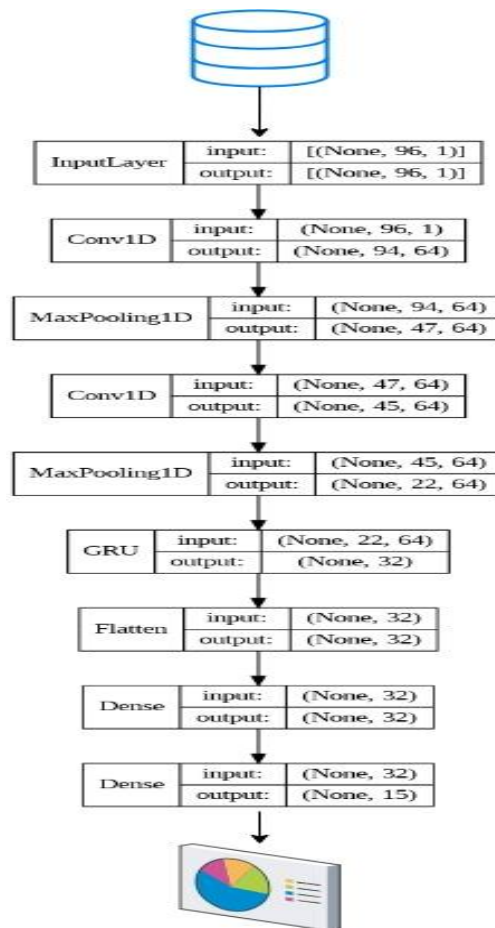 InputLayer input: [(None, 96, 1)]
output: [(None, 96, 1)]
Conv1D input: (None, 96, 1)
output: (None, 94, 64)
MaxPooling1D input: (None, 94, 64)
output: (None, 47, 64)
Conv1D input: (None, 47, 64)
output: (None, 45, 64)
MaxPooling1D input: (None, 45, 64)
output: (None, 22, 64)
GRU input: (None, 22, 64)
output: (None, 32)
Flatten input: (None, 32)
output: (None, 32)
Dense input: (None, 32)
output: (None, 32)
Dense input: (None, 32)
output: (None, 15)